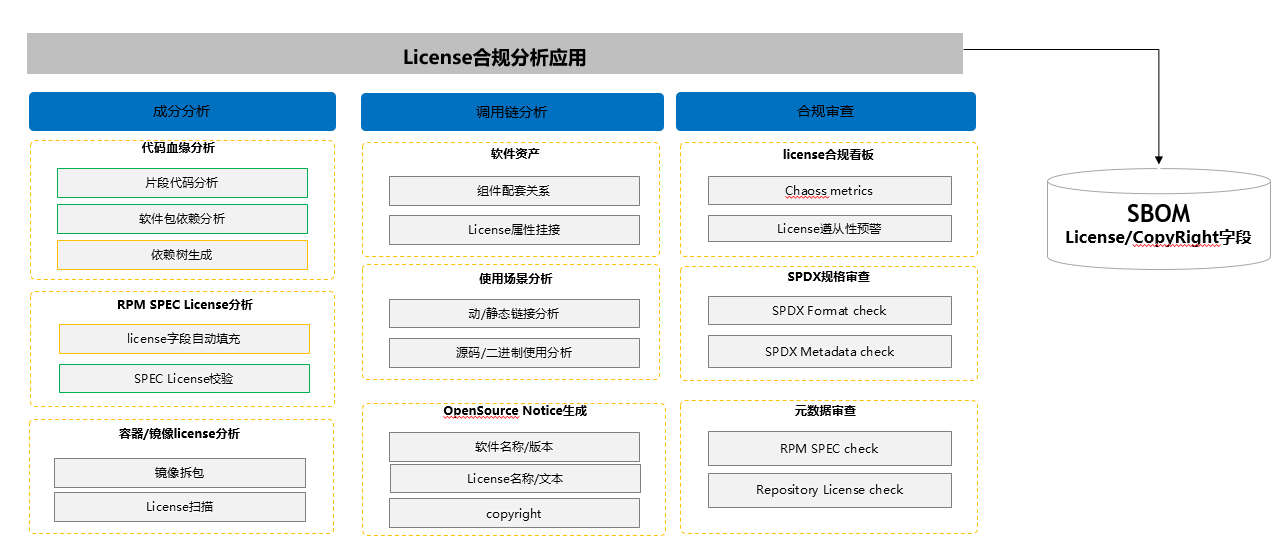 License合规分析应用
成分分析
代码血缘分析
片段代码分析
软件包依赖分析
依赖树生成
RPM SPEC License分析
license字段自动填充
SPEC License校验
容器/镜像license分析
镜像拆包
License扫描
调用链分析
软件资产
组件配套关系
License属性挂接
使用场景分析
动/静态链接分析
源码/二进制使用分析
OpenSource Notice生成
软件名称/版本
License名称/文本
copyright
合规审查
license合规看板
Chaoss metrics
License遵从性预警
SPDX规格审查
SPDX Format check
SPDX Metadata check
元数据审查
RPM SPEC check
Repository License check
SBOM
License/CopyRight字段